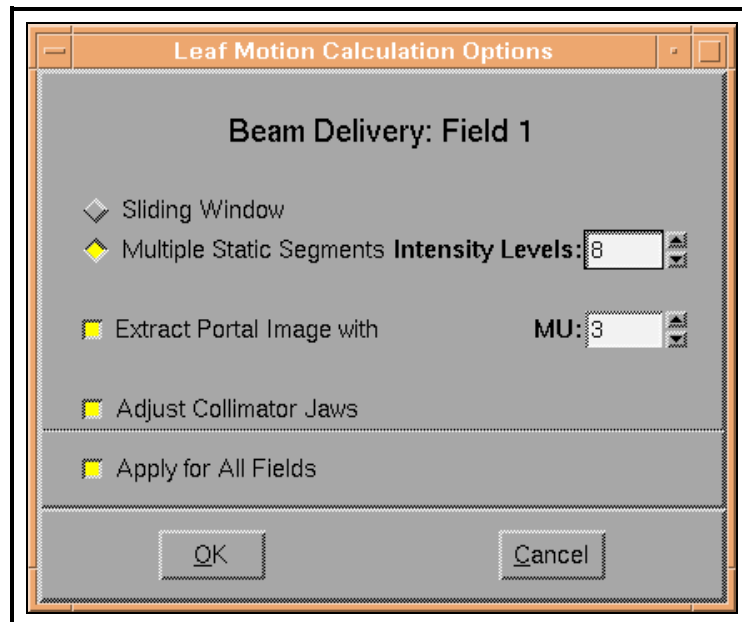 Leaf Motion Calculation Options
Beam Delivery: Field 1
Sliding Window
Multiple Static Segments Intensity Levels: 8
Extract Portal Image with MU: 3
Adjust Collimator Jaws
Apply for All Fields
OK Cancel